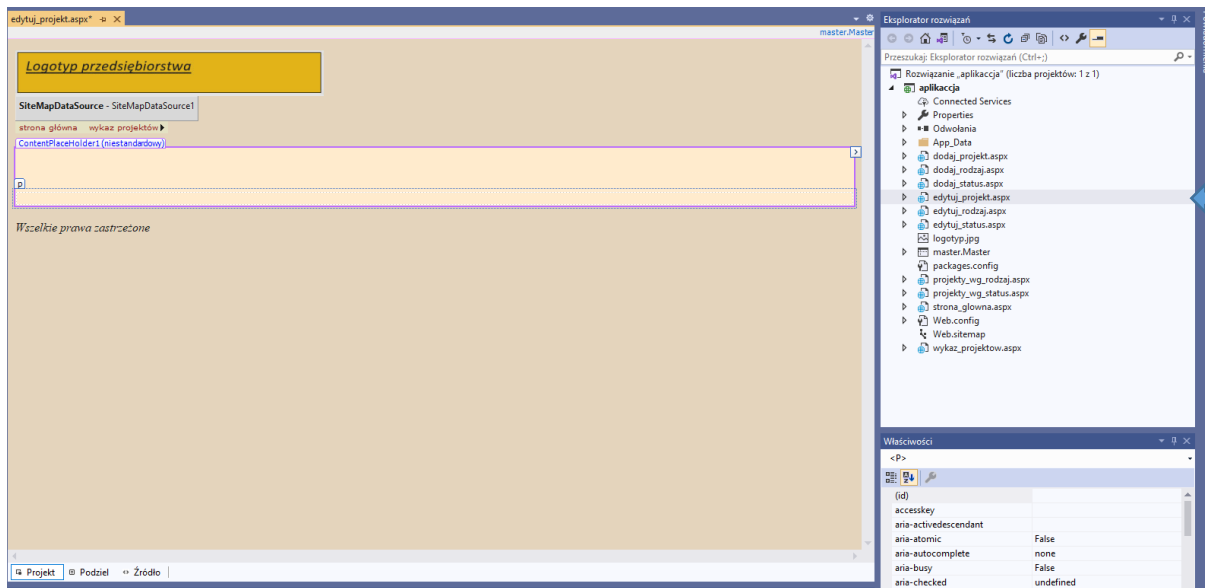 edytuj_projekt.aspx*
master.Master
Logotyp przedsiębiorstwa
SiteMapDataSource - SiteMapDataSource1
strona główna wykaz projektów
ContentPlaceHolder1 (niestandardowy)
p
Wszelkie prawa zastrzeżone
Projekt Podziel Źródło
Eksplorator rozwiązań
Przeszukaj: Eksplorator rozwiązań (Ctrl+;)
Rozwiązanie „aplikaccja" (liczba projektów: 1 z 1)
aplikaccja
Connected Services
Properties
Odwołania
App_Data
dodaj_projekt.aspx
dodaj_rodzaj.aspx
dodaj_status.aspx
edytuj_projekt.aspx
edytuj_rodzaj.aspx
edytuj_status.aspx
logotyp.jpg
master.Master
packages.config
projekty_wg_rodzaj.aspx
projekty_wg_status.aspx
strona_glowna.aspx
Web.config
Web.sitemap
wykaz_projektow.aspx
Właściwości
<P>
(id)
accesskey
aria-activedescendant
aria-atomic False
aria-autocomplete none
aria-busy False
aria-checked undefined